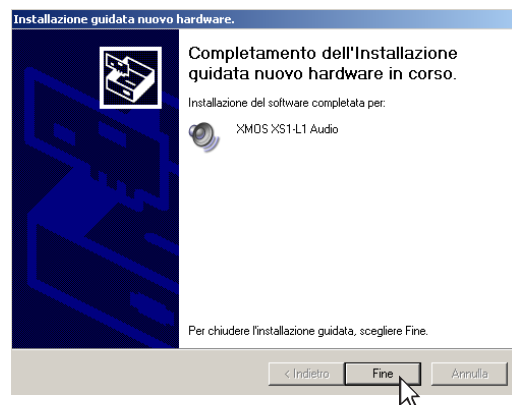 Installazione guidata nuovo hardware.
Completamento dell'Installazione
guidata nuovo hardware in corso.
Installazione del software completata per:
XMOS XS1-L1 Audio
Per chiudere l'installazione guidata, scegliere Fine.
< Indietro
Fine
Annulla